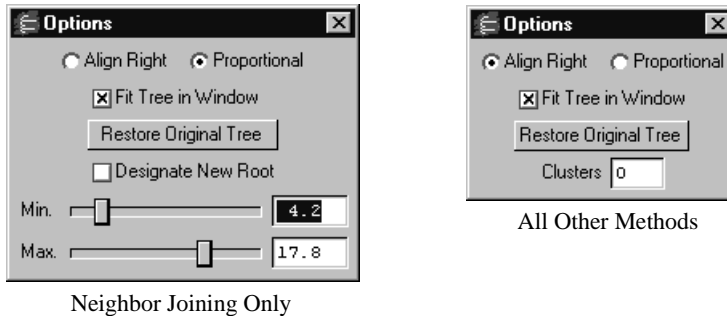 Options
Align Right Proportional
Fit Tree in Window
Restore Original Tree
Designate New Root
Min. 4.2
Max. 17.8
Neighbor Joining Only
Options
Align Right Proportional
Fit Tree in Window
Restore Original Tree
Clusters 0
All Other Methods